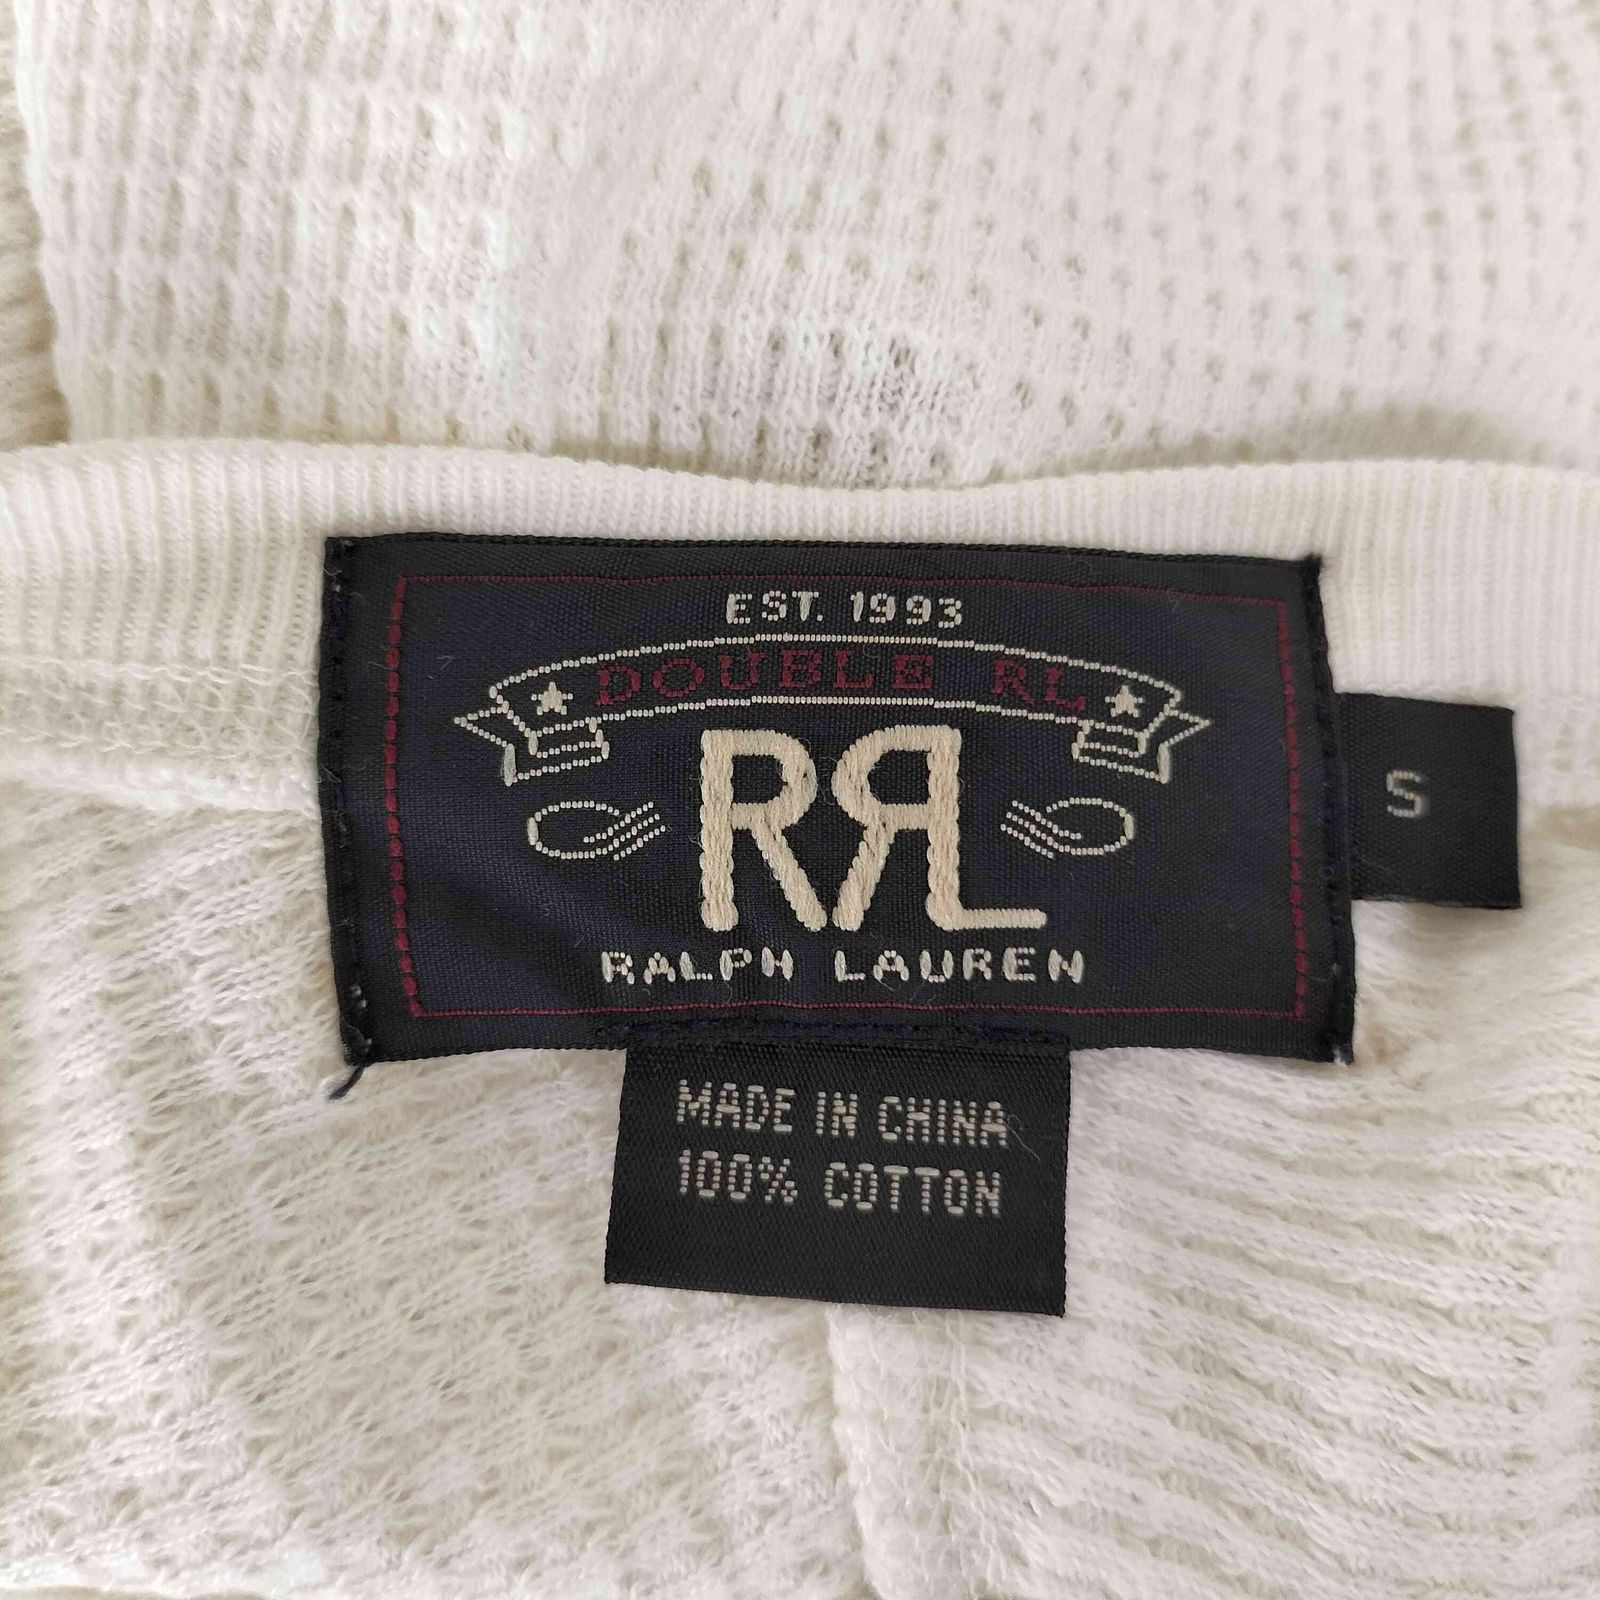 EST. 1993
DOUBLE RL
RRL
RALPH LAUREN
S
MADE IN CHINA
100% COTTON